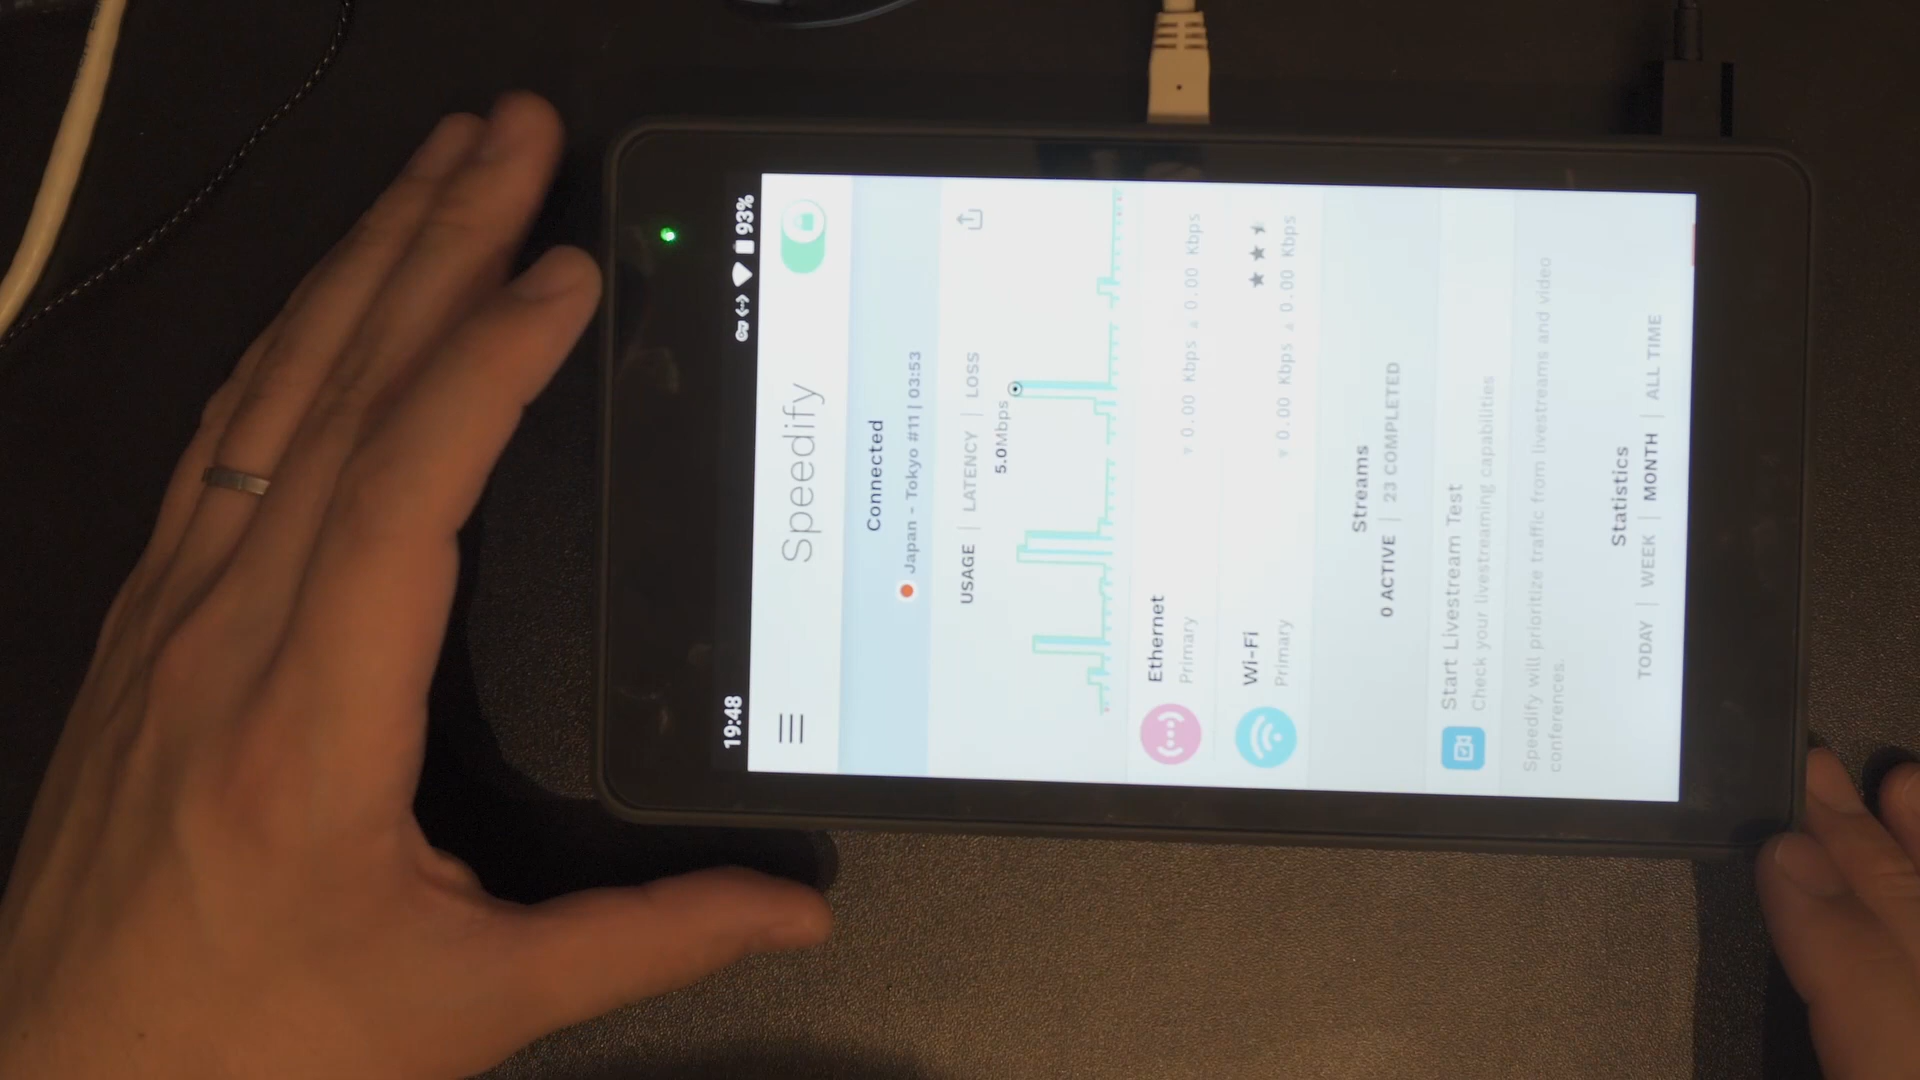 19:48 93%
Speedify
Connected
Japan - Tokyo #11 | 03:53
USAGE | LATENCY | LOSS
5.0Mbps
Ethernet
Primary 0.00 Kbps 0.00 Kbps
Wi-Fi
Primary 0.00 Kbps 0.00 Kbps
Streams
0 ACTIVE | 23 COMPLETED
Start Livestream Test
Check your livestreaming capabilities
Speedify will prioritize traffic from livestreams and video
conferences.
Statistics
TODAY | WEEK | MONTH | ALL TIME